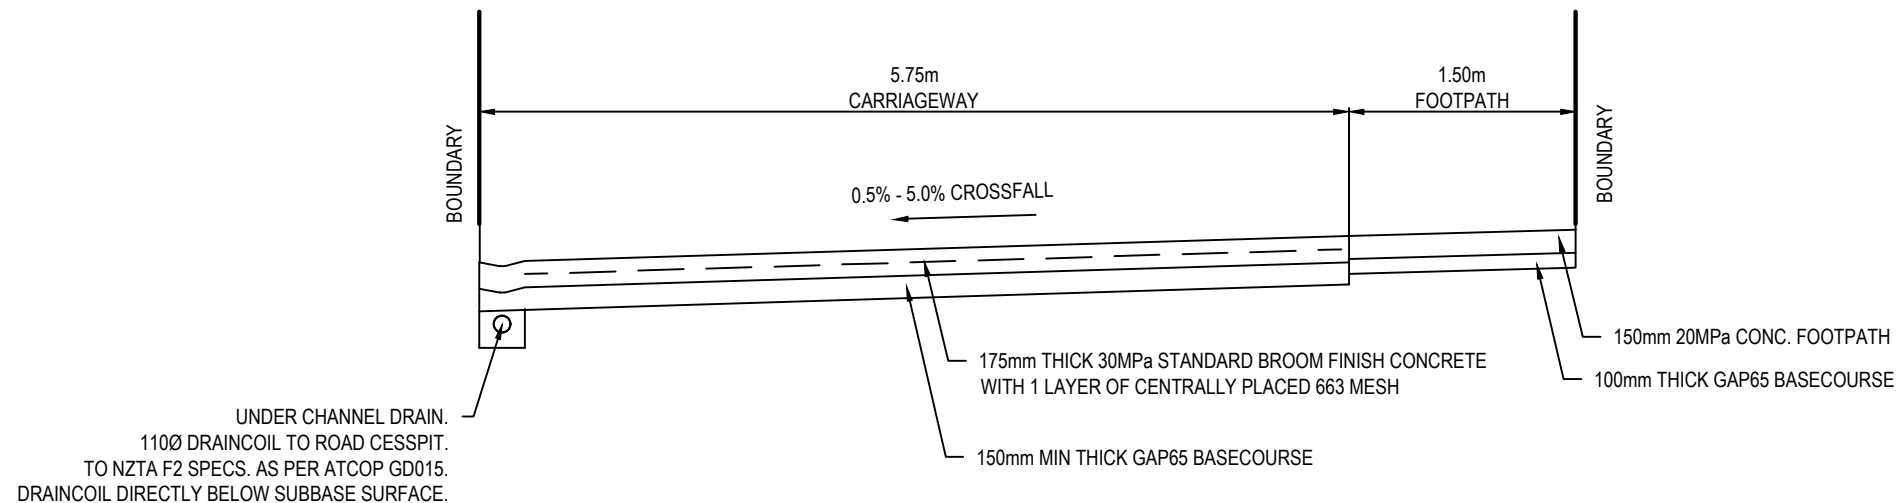 5.75m
CARRIAGEWAY
1.50m
FOOTPATH
BOUNDARY
BOUNDARY
0.5% - 5.0% CROSSFALL
150mm 20MPa CONC. FOOTPATH
175mm THICK 30MPa STANDARD BROOM FINISH CONCRETE
WITH 1 LAYER OF CENTRALLY PLACED 663 MESH
100mm THICK GAP65 BASECOURSE
UNDER CHANNEL DRAIN.
110Ø DRAINCOIL TO ROAD CESSPIT.
TO NZTA F2 SPECS. AS PER ATCOP GD015.
DRAINCOIL DIRECTLY BELOW SUBBASE SURFACE.
150mm MIN THICK GAP65 BASECOURSE